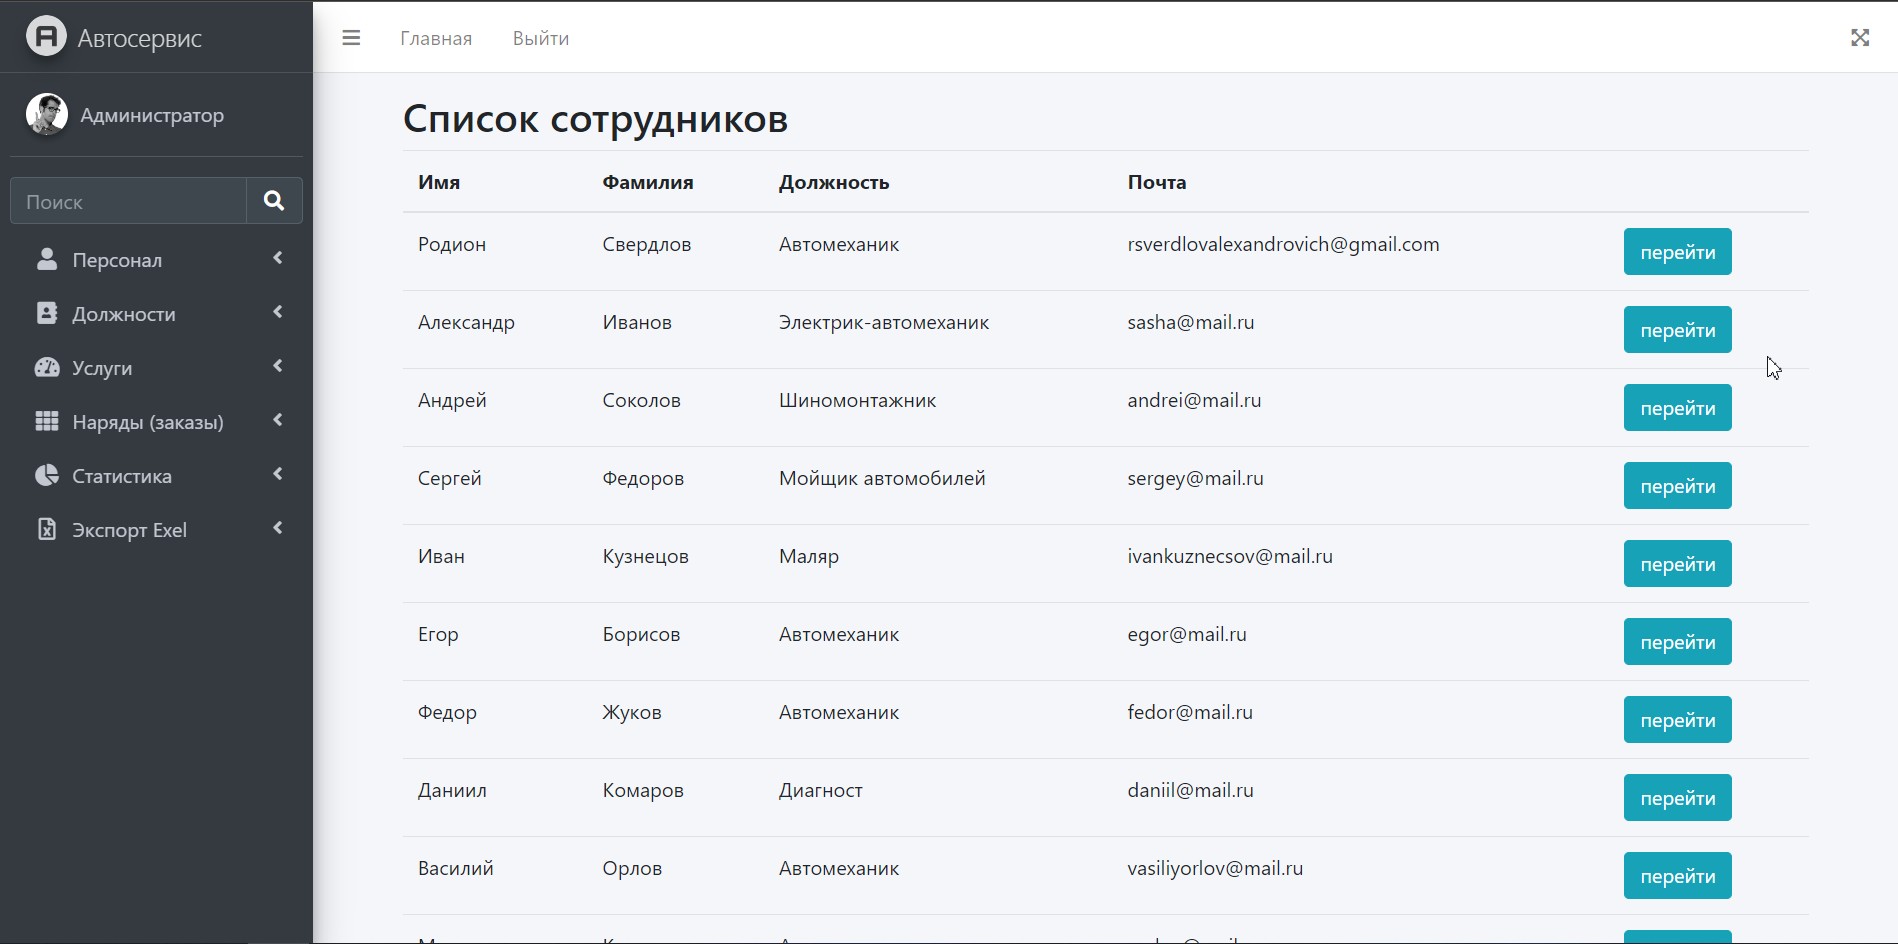 Автосервис
Главная Выйти
Администратор
Поиск
Персонал
Должности
Услуги
Наряды (заказы)
Статистика
Экспорт Exel
Список сотрудников
Имя Фамилия Должность Почта
Родион Свердлов Автомеханик rsverdlovalexandrovich@gmail.com перейти
Александр Иванов Электрик-автомеханик sasha@mail.ru перейти
Андрей Соколов Шиномонтажник andrei@mail.ru перейти
Сергей Федоров Мойщик автомобилей sergey@mail.ru перейти
Иван Кузнецов Маляр ivankuznecsov@mail.ru перейти
Егор Борисов Автомеханик egor@mail.ru перейти
Федор Жуков Автомеханик fedor@mail.ru перейти
Даниил Комаров Диагност daniil@mail.ru перейти
Василий Орлов Автомеханик vasiliyorlov@mail.ru перейти